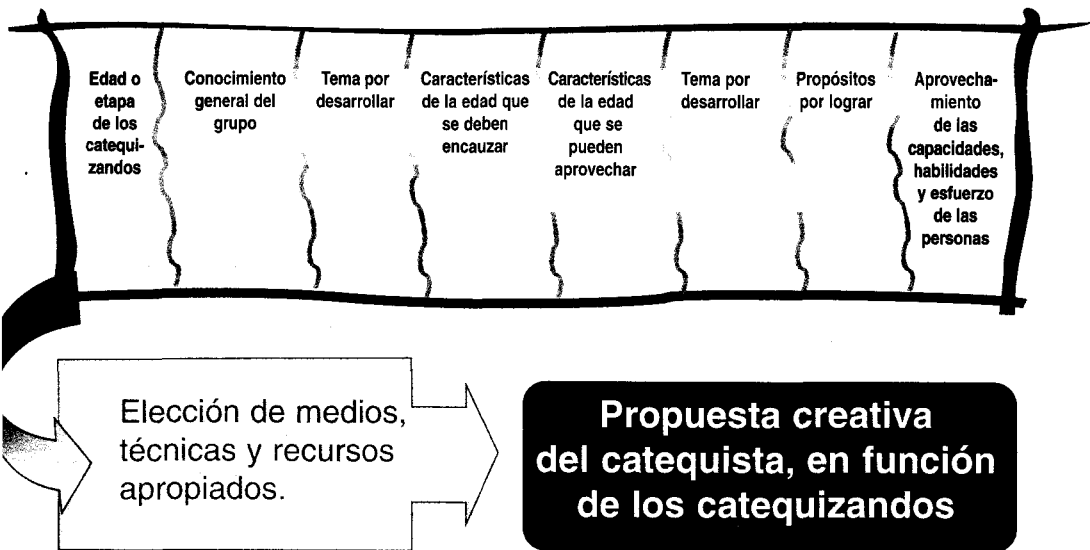 Edad o
etapa
de los
catequi-
zandos
Conocimiento
general del
grupo
Tema por
desarrollar
Características
de la edad que
se deben
encauzar
Características
de la edad
que se
pueden
aprovechar
Tema por
desarrollar
Propósitos
por lograr
Aprovecha-
miento
de las
capacidades,
habilidades
y esfuerzo
de las
personas
Elección de medios,
técnicas y recursos
apropiados.
Propuesta creativa
del catequista, en función
de los catequizandos